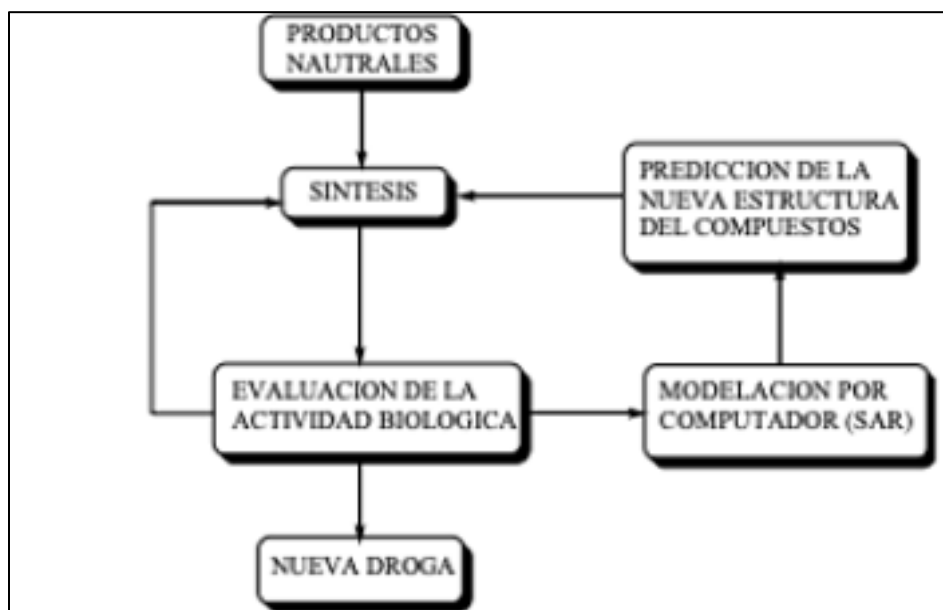 PRODUCTOS
NAUTRALES
SINTESIS
PREDICCION DE LA
NUEVA ESTRUCTURA
DEL COMPUESTOS
EVALUACION DE LA
ACTIVIDAD BIOLOGICA
MODELACION POR
COMPUTADOR (SAR)
NUEVA DROGA